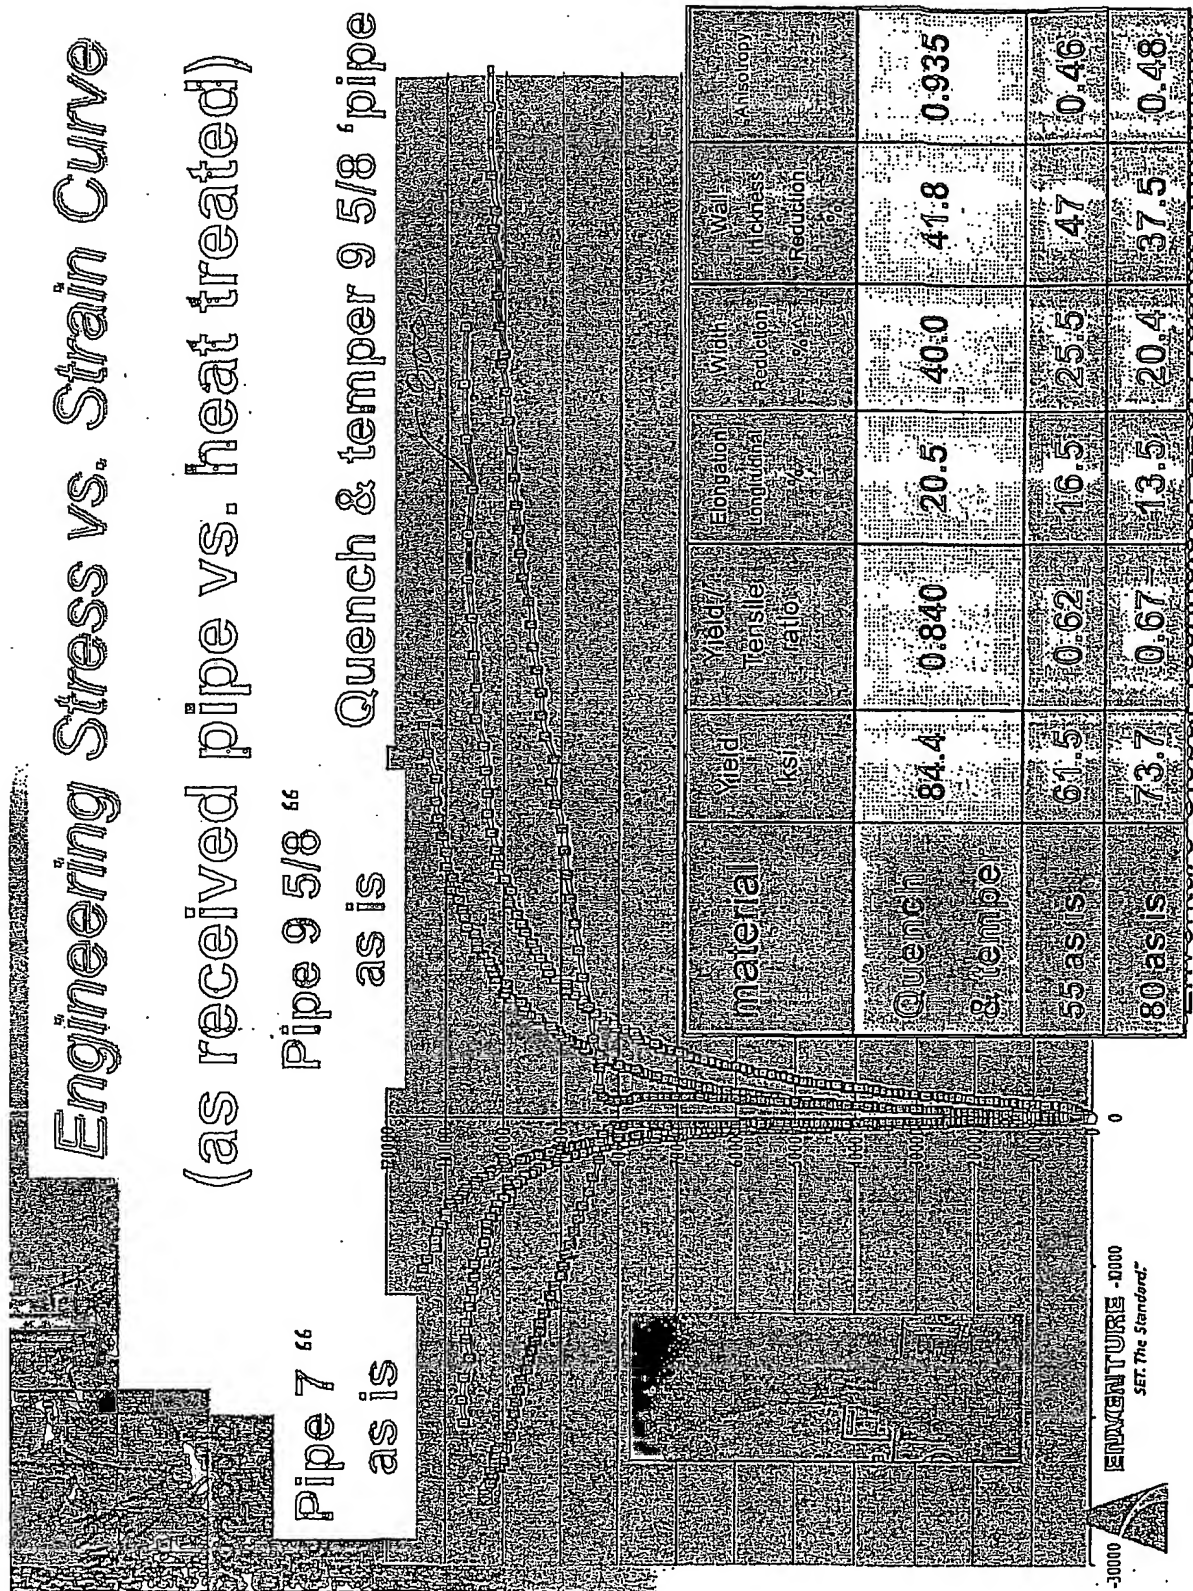 Engineering Stress vs. Strain Curve
(as received pipe vs. heat treated)
Pipe 7 "
as is
Pipe 9 5/8 "
as is
Quench & temper 9 5/8 ' pipe
material
Yield
ksi
Yield /
Tensile
ratio
Elongation
Longitudinal
%
Width
Reduction
%
Wall
thickness
Reduction
%
Anisotropy
Quench
& tempe
84.4
0.840
20.5
40.0
41.8
0.935
55 as is
61.5
0.62
16.5
25.5
47
0.46
80 as is
73.7
0.67
13.5
20.4
37.5
0.48
-30000
-10000
0
ENVENTURE
SET. The Standard.™